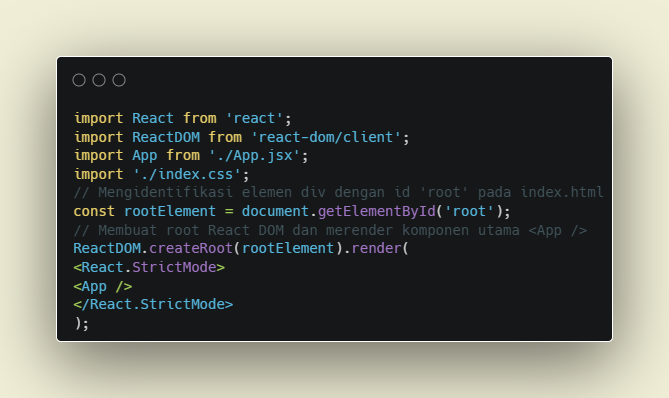 import React from 'react';
import ReactDOM from 'react-dom/client';
import App from './App.jsx';
import './index.css';
// Mengidentifikasi elemen div dengan id 'root' pada index.html
const rootElement = document.getElementById('root');
// Membuat root React DOM dan merender komponen utama <App />
ReactDOM.createRoot(rootElement).render(
<React.StrictMode>
<App />
</React.StrictMode>
);